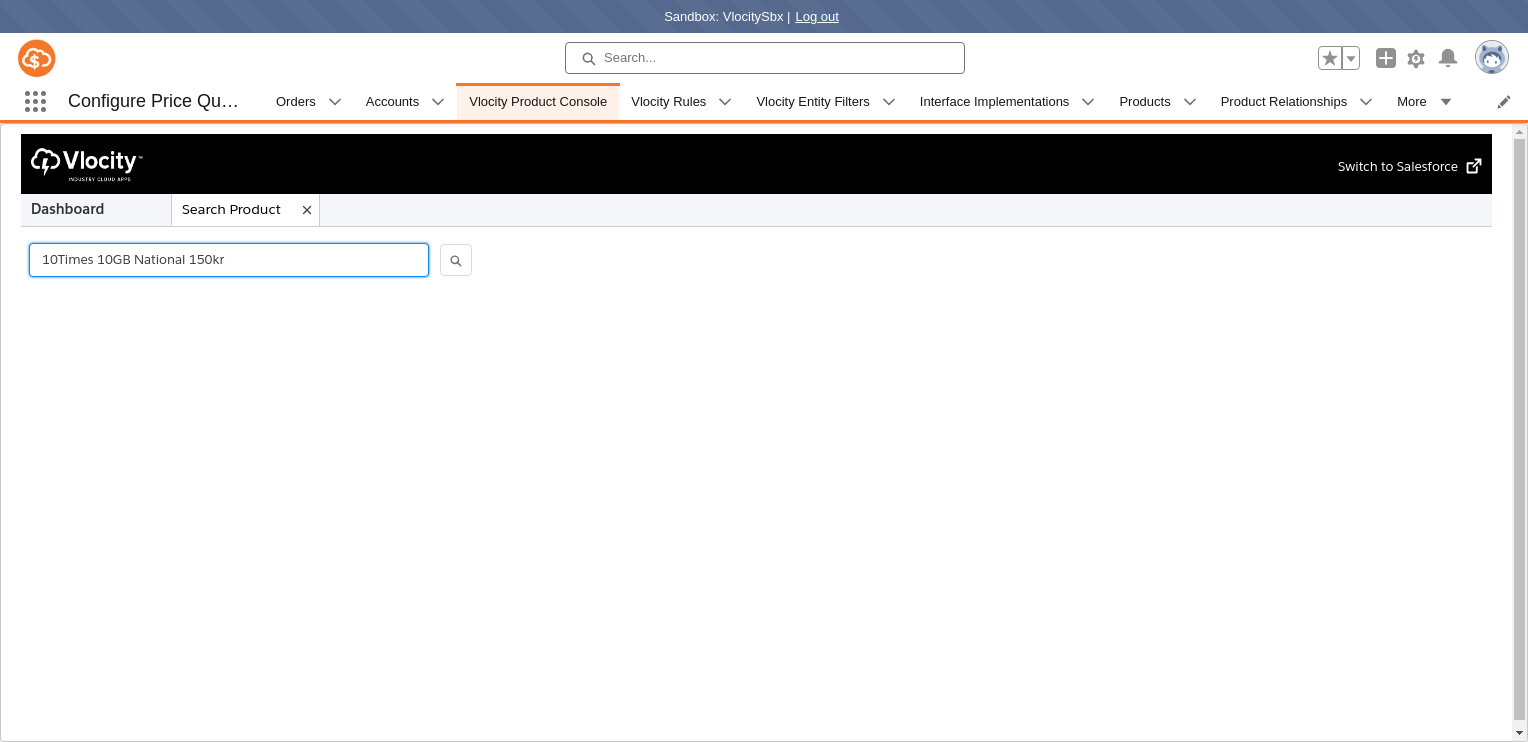 Sandbox: VlocitySbx | Log out
Search...
Configure Price Qu... Orders Accounts Vlocity Product Console Vlocity Rules Vlocity Entity Filters Interface Implementations Products Product Relationships More
Vlocity™ Switch to Salesforce
INDUSTRY CLOUD APPS
Dashboard Search Product
10Times 10GB National 150kr